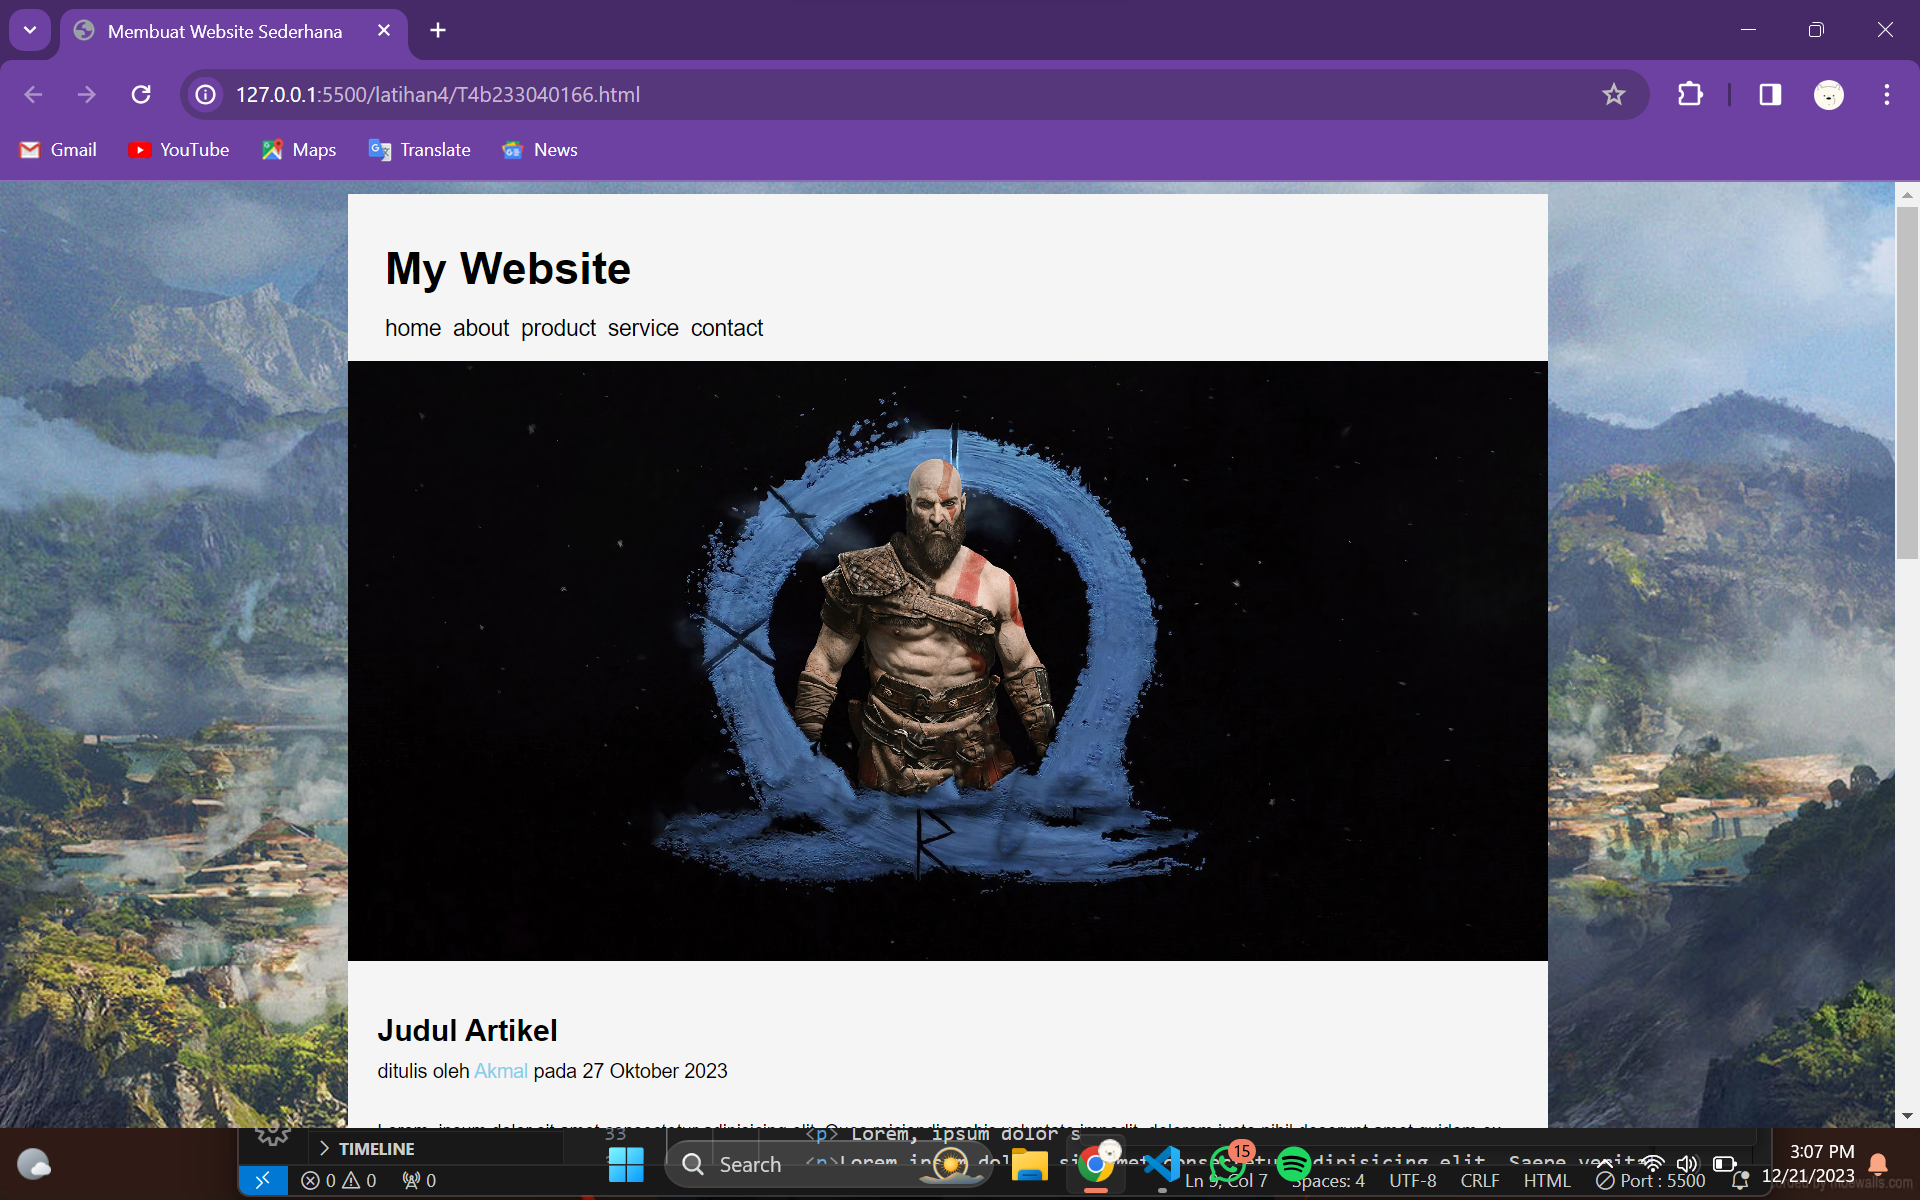 Membuat Website Sederhana
127.0.0.1:5500/latihan4/T4b233040166.html
Gmail YouTube Maps Translate News
My Website
home about product service contact
Judul Artikel
ditulis oleh Akmal pada 27 Oktober 2023
33 <p> Lorem, ipsum dolor s
TIMELINE
Search
15
0 0 0
Ln 9, Col 7 Spaces: 4 UTF-8 CRLF HTML Port : 5500
3:07 PM
12/21/2023